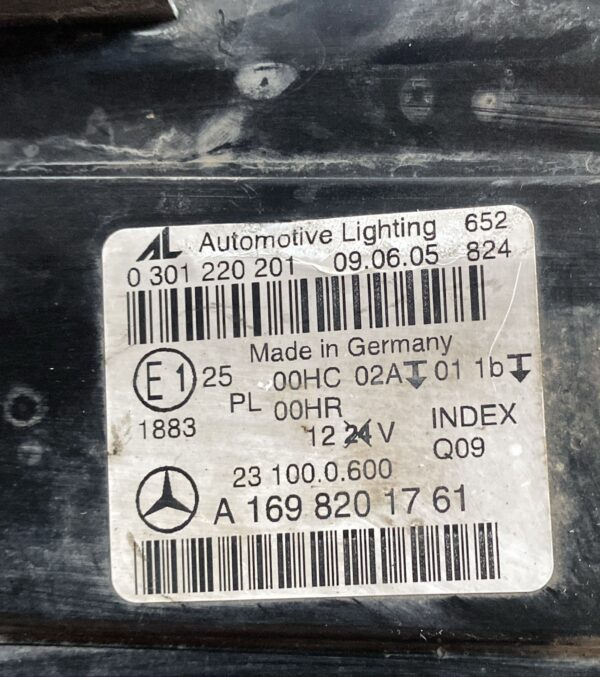 AL Automotive Lighting 652
0 301 220 201 09.06.05 824
Made in Germany
E1 25 00HC 02A 01 1b
PL 00HR
1883 12 24 V INDEX
Q09
23 100.0.600
A 169 820 17 61